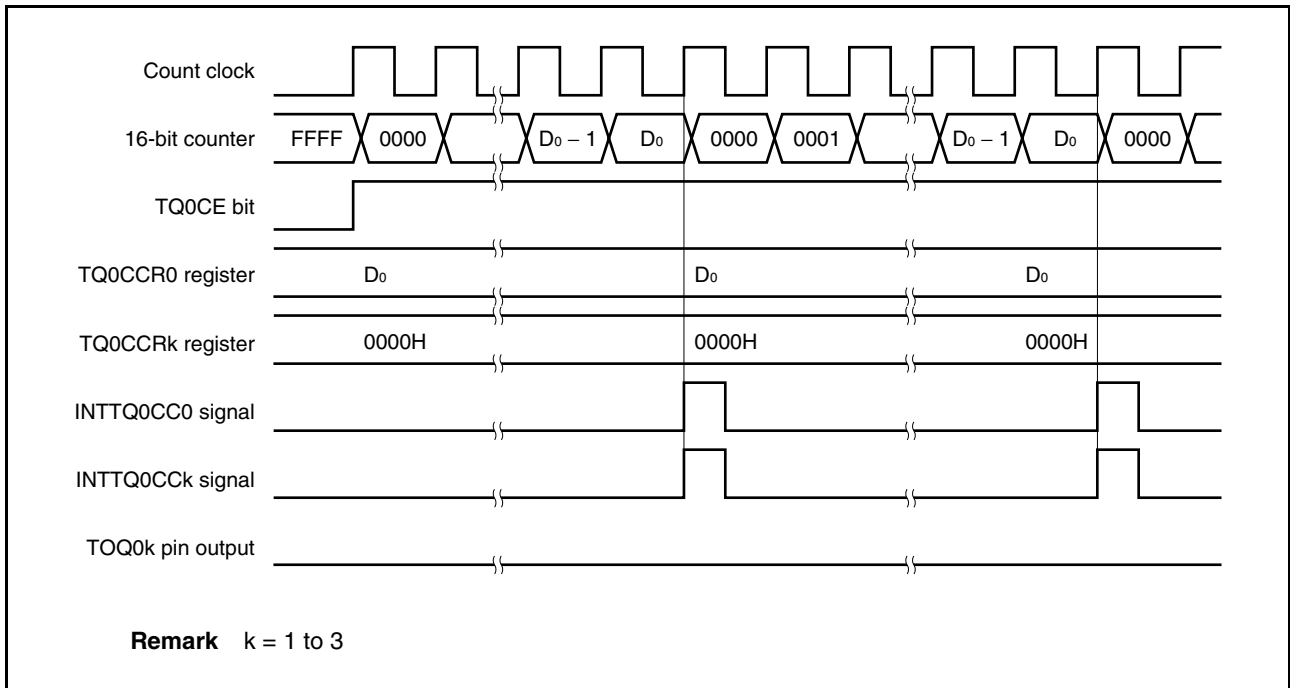 Count clock
16-bit counter FFFF 0000 D0 – 1 D0 0000 0001 D0 – 1 D0 0000
TQ0CE bit
TQ0CCR0 register D0 D0 D0
TQ0CCRk register 0000H 0000H 0000H
INTTQ0CC0 signal
INTTQ0CCk signal
TOQ0k pin output
Remark k = 1 to 3